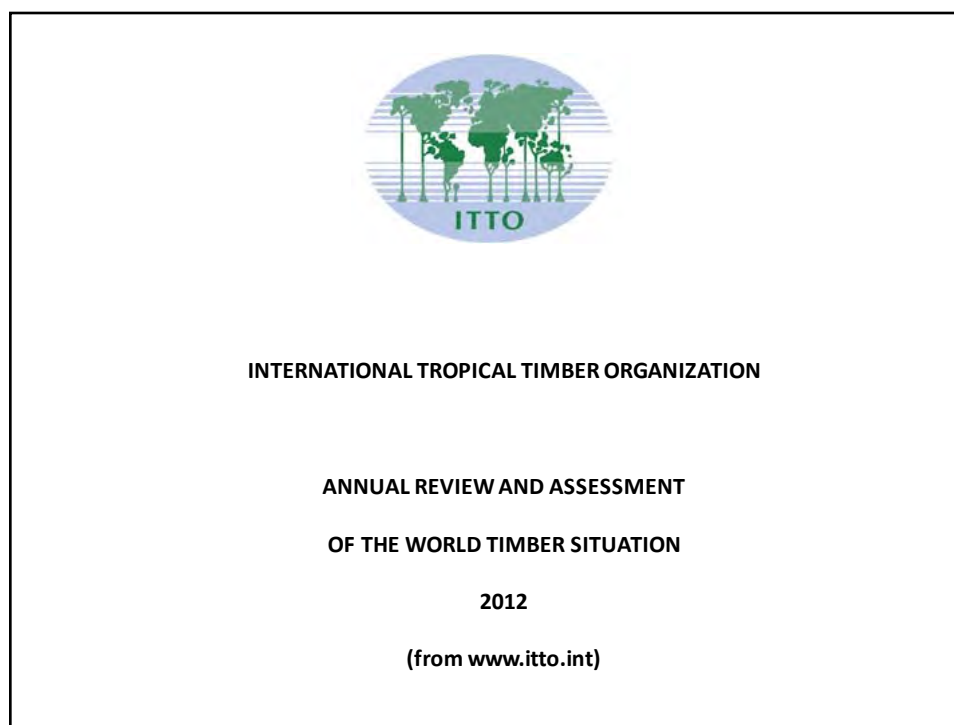 ITTO
INTERNATIONAL TROPICAL TIMBER ORGANIZATION
ANNUAL REVIEW AND ASSESSMENT
OF THE WORLD TIMBER SITUATION
2012
(from www.itto.int)